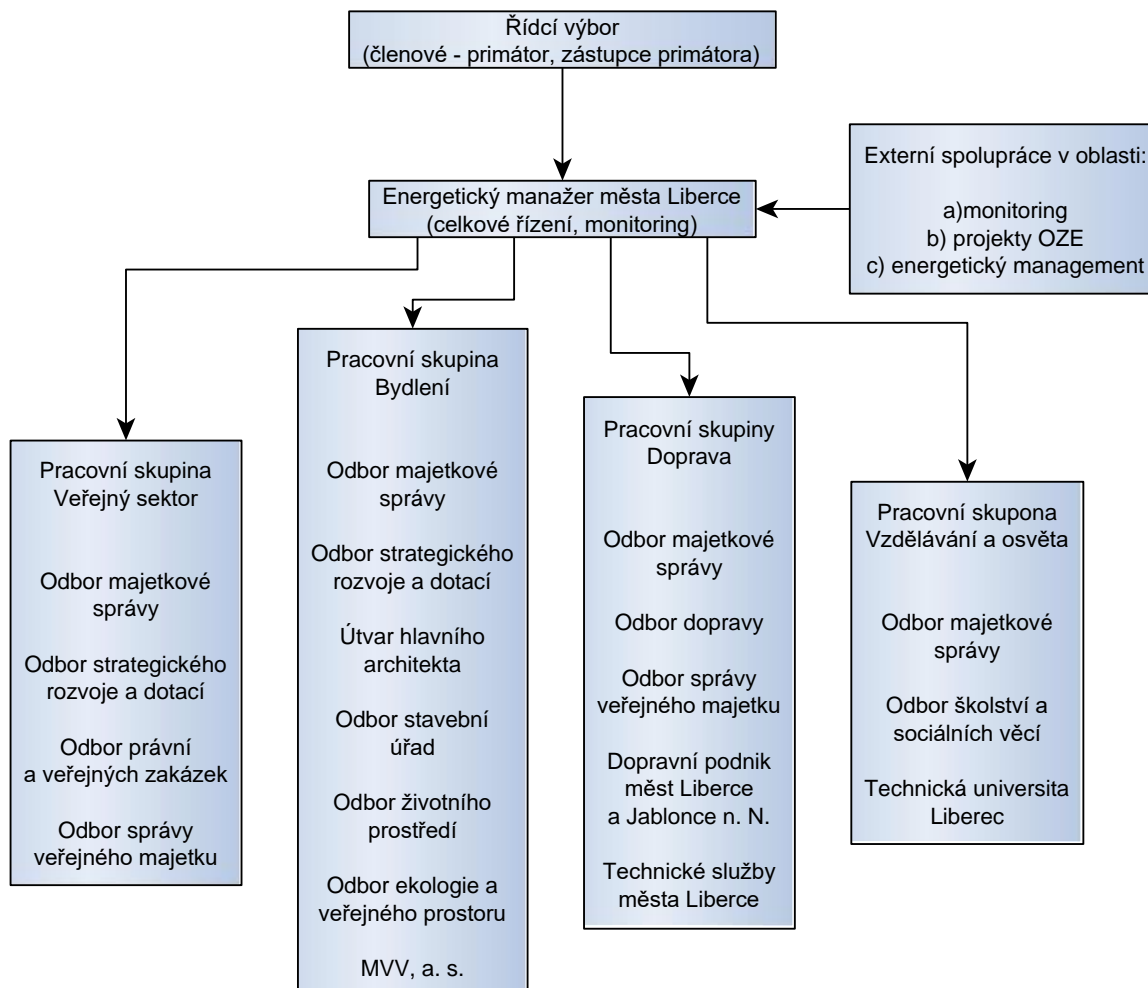 Řídcí výbor
(členové - primátor, zástupce primátora)
Externí spolupráce v oblasti:
a)monitoring
b) projekty OZE
c) energetický management
Energetický manažer města Liberce
(celkové řízení, monitoring)
Pracovní skupina
Veřejný sektor
Odbor majetkové
správy
Odbor strategického
rozvoje a dotací
Odbor právní
a veřejných zakázek
Odbor správy
veřejného majetku
Pracovní skupina
Bydlení
Odbor majetkové
správy
Odbor strategického
rozvoje a dotací
Útvar hlavního
architekta
Odbor stavební
úřad
Odbor životního
prostředí
Odbor ekologie a
veřejného prostoru
MVV, a. s.
Pracovní skupiny
Doprava
Odbor majetkové
správy
Odbor dopravy
Odbor správy
veřejného majetku
Dopravní podnik
měst Liberce
a Jablonce n. N.
Technické služby
města Liberce
Pracovní skupona
Vzdělávání a osvěta
Odbor majetkové
správy
Odbor školství a
sociálních věcí
Technická universita
Liberec